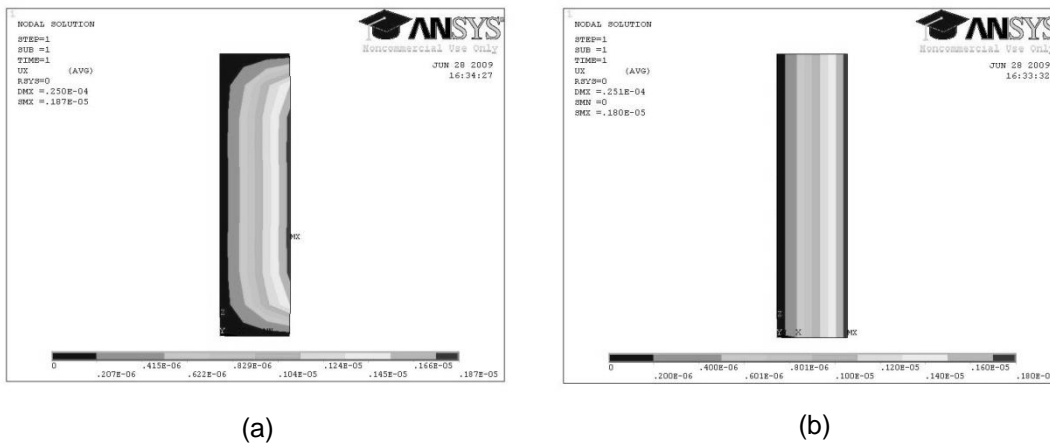 1
NODAL SOLUTION
STEP=1
SUB =1
TIME=1
UX (AVG)
RSYS=0
DMX =.250E-04
SMX =.187E-05
ANSYS
Noncommercial Use Only
JUN 28 2009
16:34:27
MX
Y
0 .415E-06 .829E-06 .124E-05 .166E-05
.207E-06 .622E-06 .104E-05 .145E-05 .187E-05
(a)
1
NODAL SOLUTION
STEP=1
SUB =1
TIME=1
UX (AVG)
RSYS=0
DMX =.251E-04
SMN =0
SMX =.180E-05
ANSYS
Noncommercial Use Only
JUN 28 2009
16:33:32
Y X MX
0 .400E-06 .801E-06 .120E-05 .160E-05
.200E-06 .601E-06 .100E-05 .140E-05 .180E-05
(b)